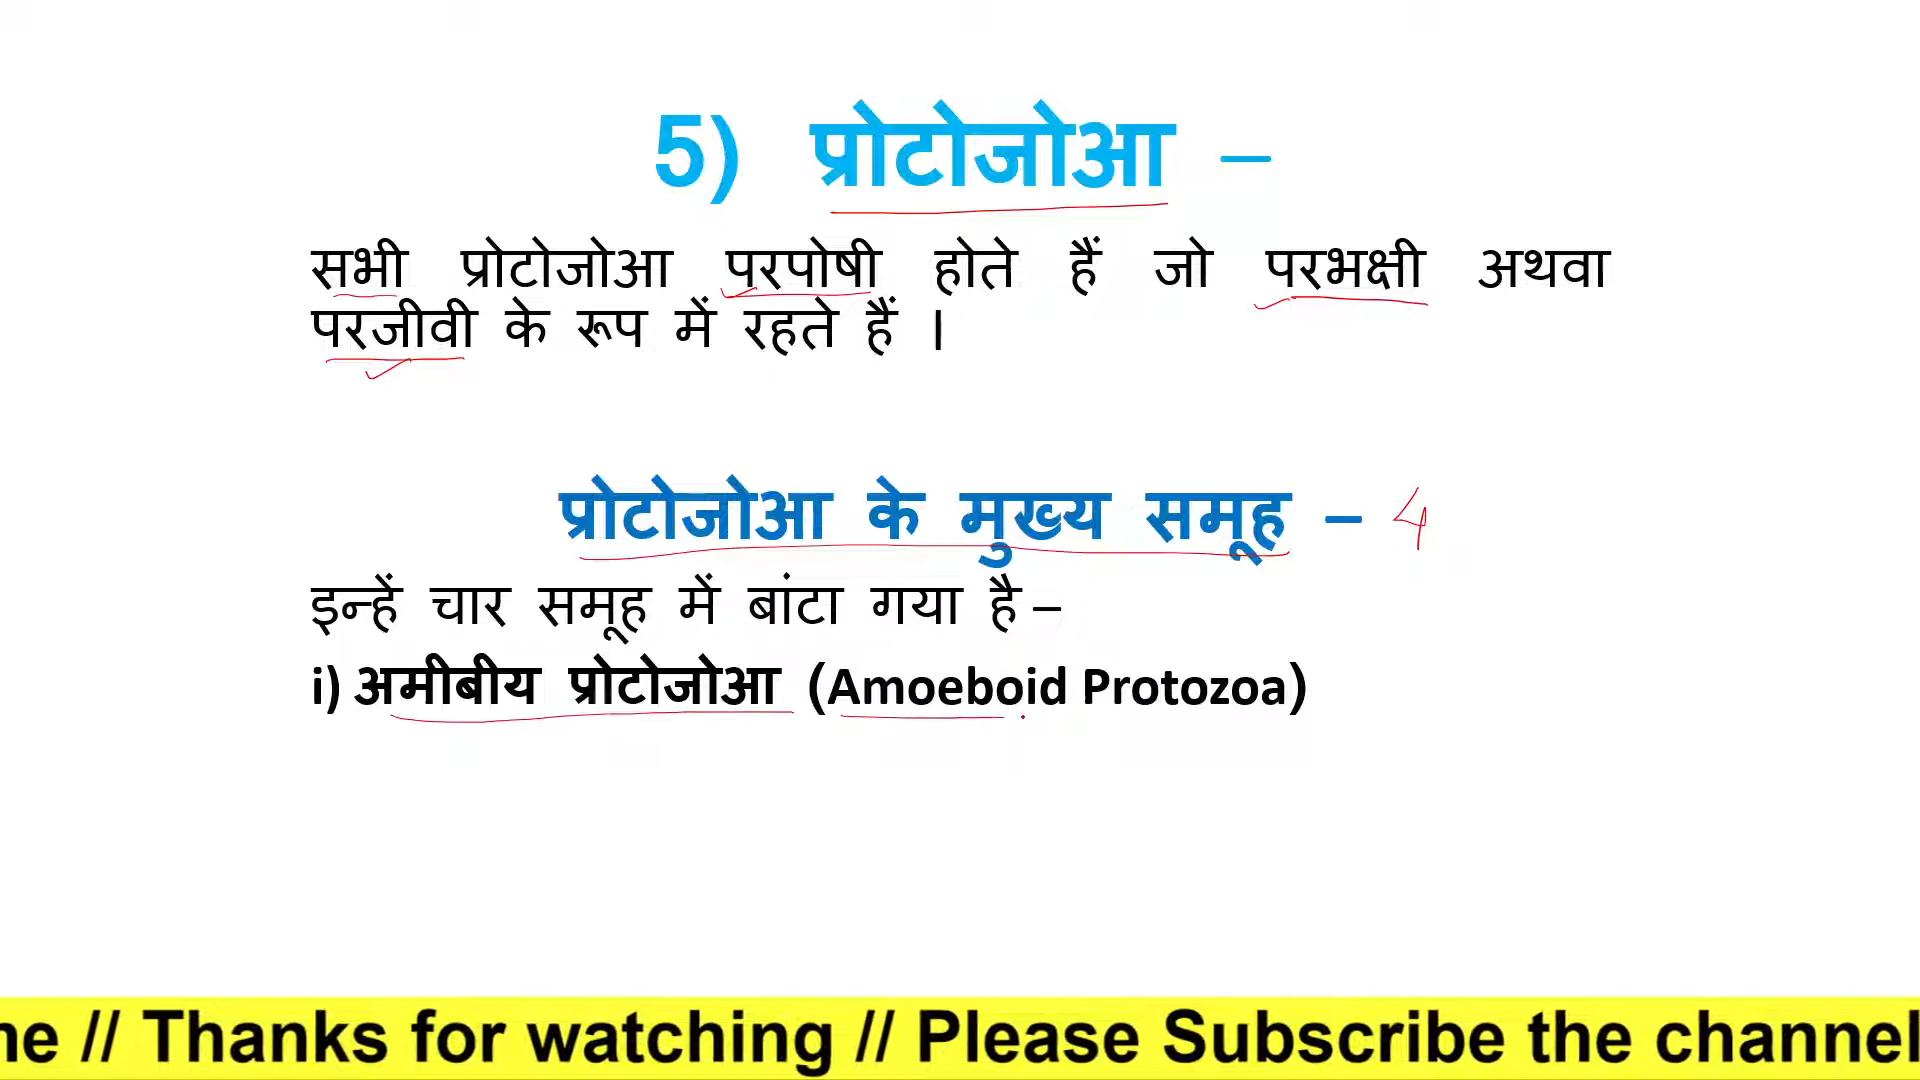 5) प्रोटोजोआ –
सभी प्रोटोजोआ परपोषी होते हैं जो परभक्षी अथवा
परजीवी के रूप में रहते हैं ।
प्रोटोजोआ के मुख्य समूह – 4
इन्हें चार समूह में बांटा गया है –
i) अमीबीय प्रोटोजोआ (Amoeboid Protozoa)
ne // Thanks for watching // Please Subscribe the channel